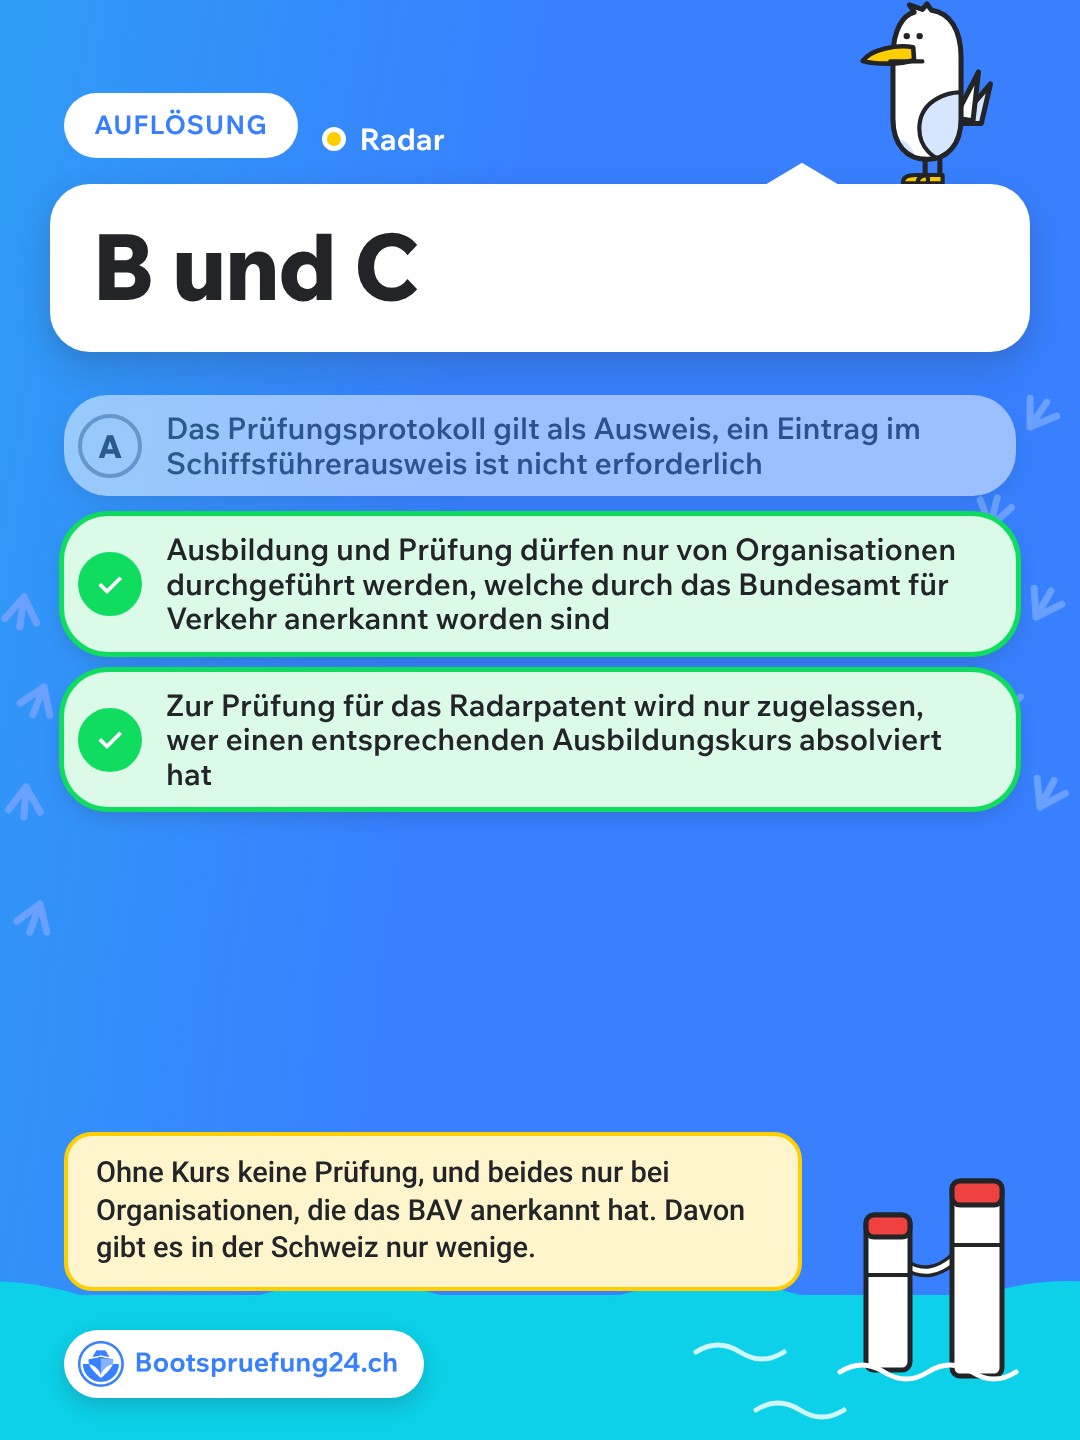 AUFLÖSUNG
Radar
B und C
A
Das Prüfungsprotokoll gilt als Ausweis, ein Eintrag im
Schiffsführerausweis ist nicht erforderlich
Ausbildung und Prüfung dürfen nur von Organisationen
durchgeführt werden, welche durch das Bundesamt für
Verkehr anerkannt worden sind
Zur Prüfung für das Radarpatent wird nur zugelassen,
wer einen entsprechenden Ausbildungskurs absolviert
hat
Ohne Kurs keine Prüfung, und beides nur bei
Organisationen, die das BAV anerkannt hat. Davon
gibt es in der Schweiz nur wenige.
Bootspruefung24.ch